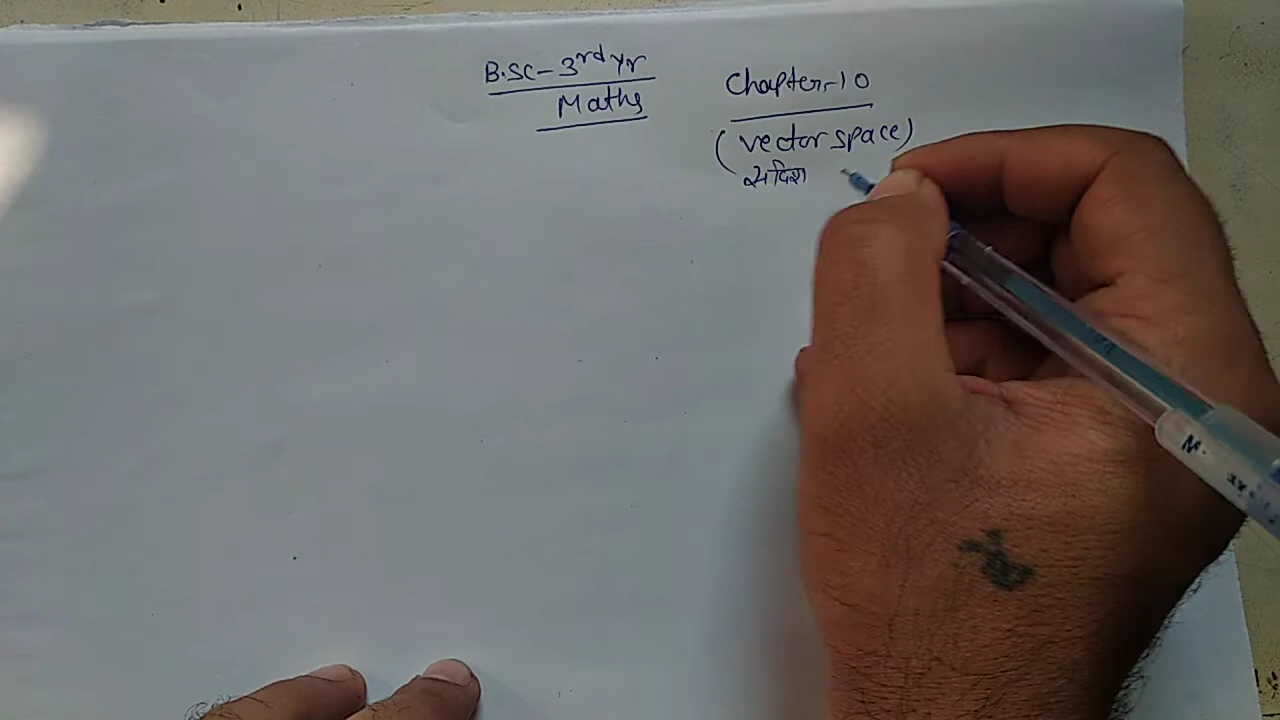 B.SC - 3rd yr
Maths
Chapter-10
(vector space)
सदिश